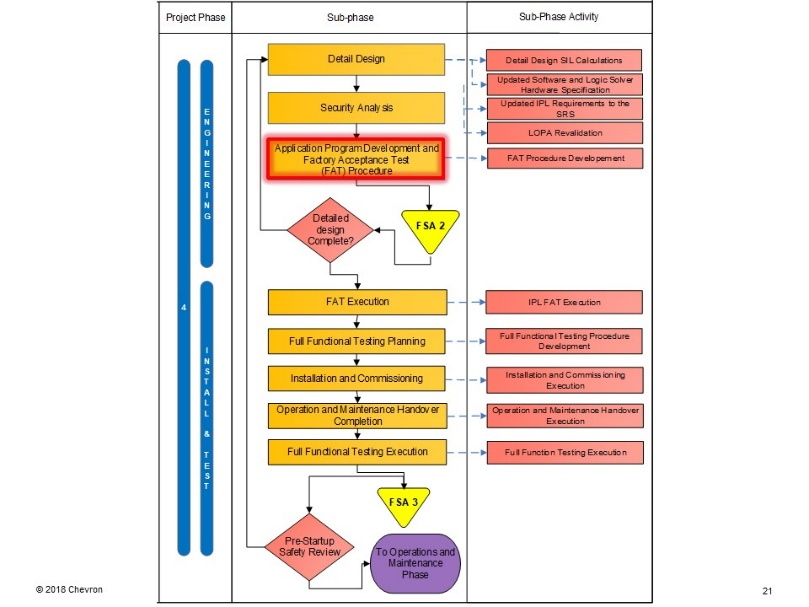 Project Phase
Sub-phase
Sub-Phase Activity
4
ENGINEERING
INSTALL & TEST
Detail Design
Detail Design SIL Calculations
Updated Software and Logic Solver
Hardware Specification
Security Analysis
Updated IPL Requirements to the
SRS
LOPA Revalidation
Application Program Development and
Factory Acceptance Test
(FAT) Procedure
FAT Procedure Developement
FSA 2
Detailed
design
Complete?
FAT Execution
IPL FAT Execution
Full Functional Testing Planning
Full Functional Testing Procedure
Development
Installation and Commissioning
Installation and Commissioning
Execution
Operation and Maintenance Handover
Completion
Operation and Maintenance Handover
Execution
Full Functional Testing Execution
Full Function Testing Execution
FSA 3
Pre-Startup
Safety Review
To Operations and
Maintenance
Phase
© 2018 Chevron
21